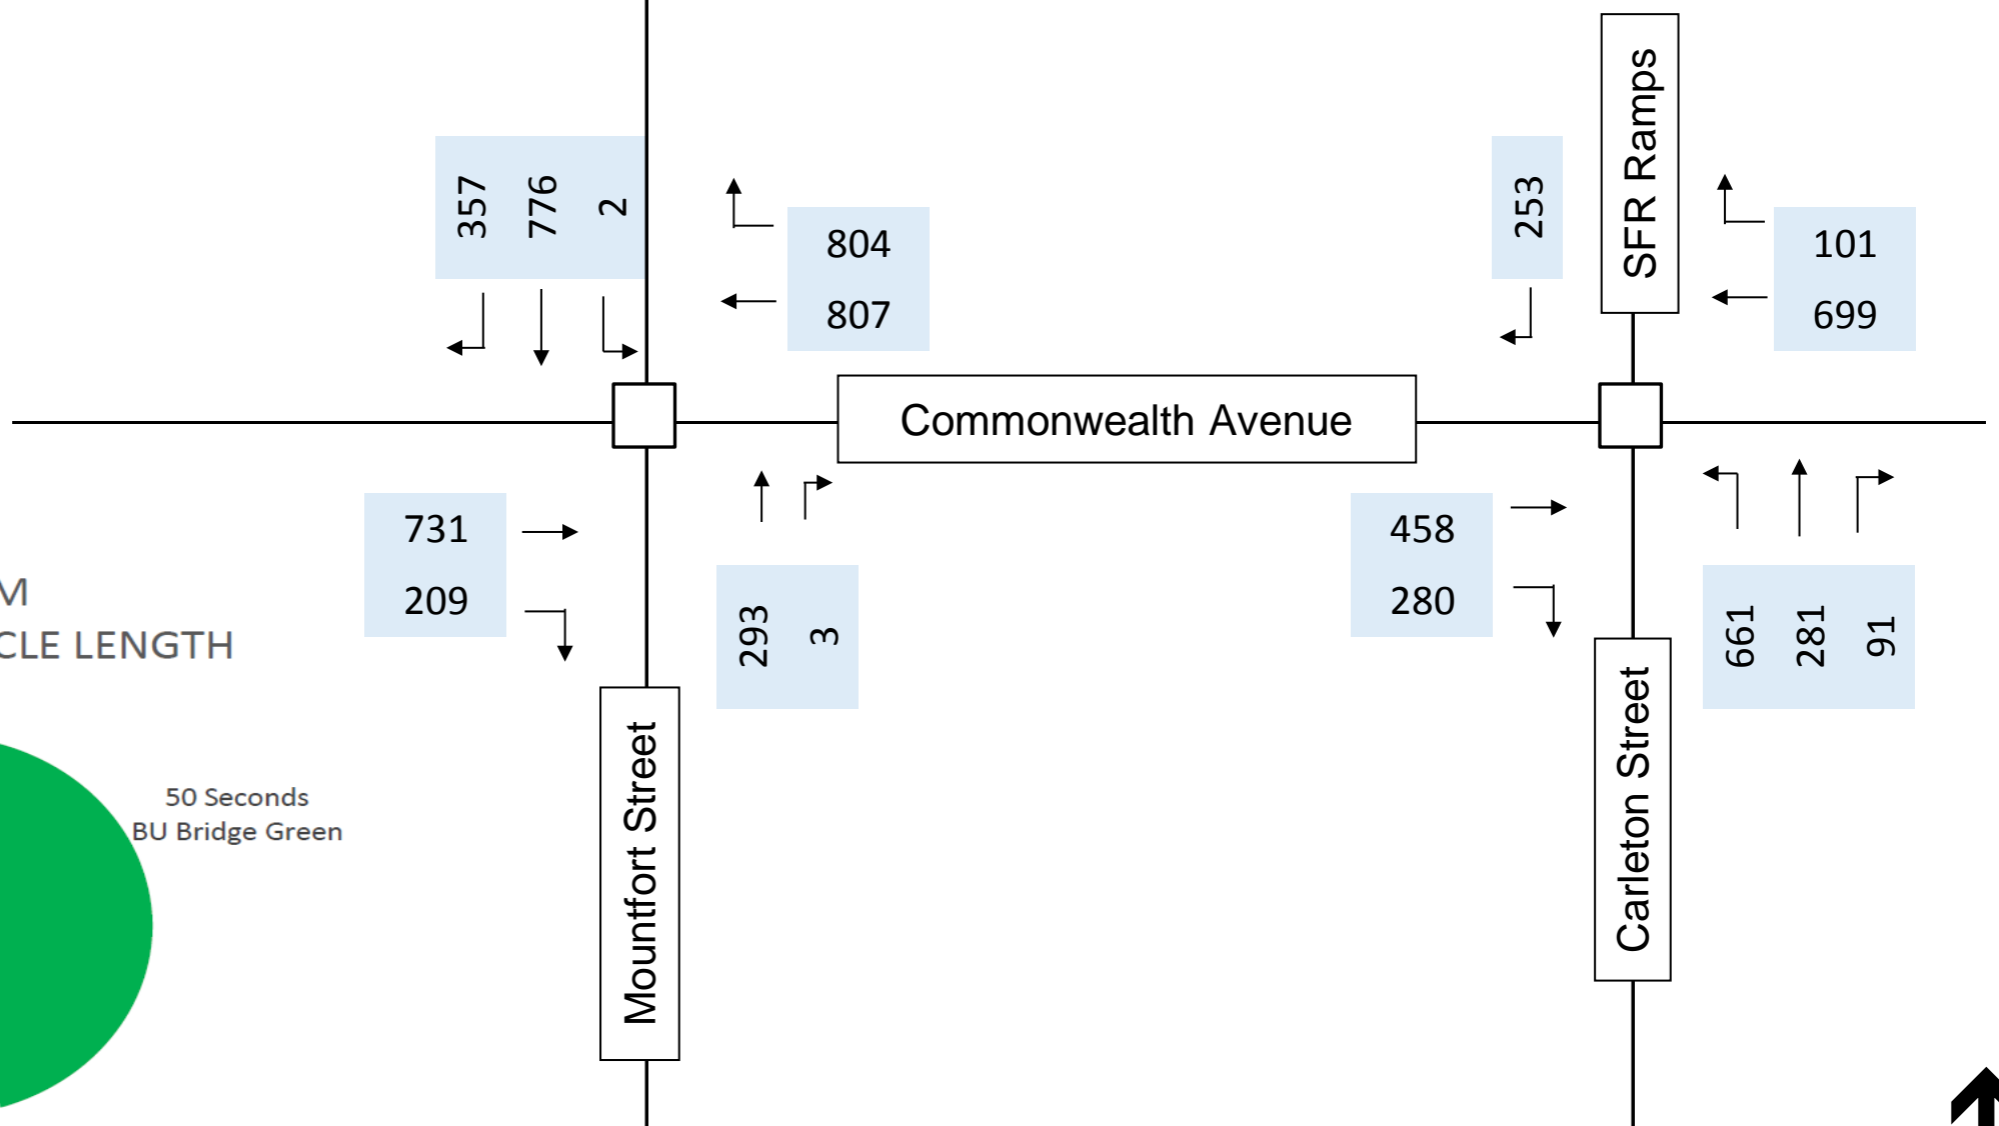 SFR Ramps
357
776
2
253
804
807
101
699
Commonwealth Avenue
731
209
458
280
M
CLE LENGTH
293
3
661
281
91
50 Seconds
BU Bridge Green
Mountfort Street
Carleton Street